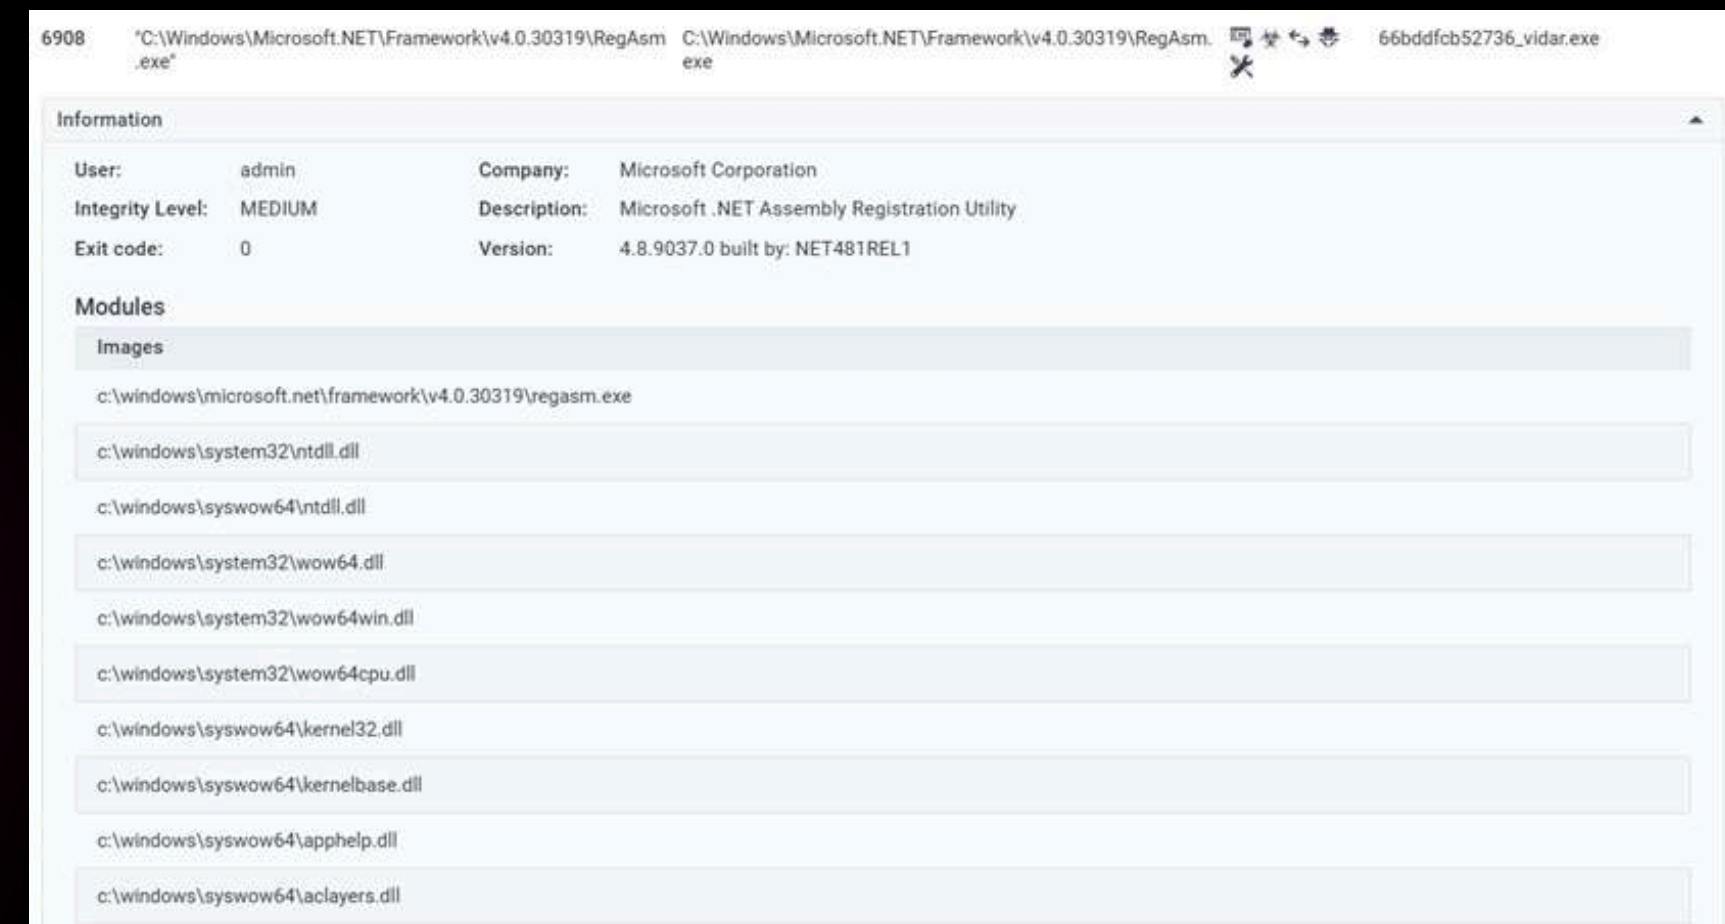 6908 "C:\Windows\Microsoft.NET\Framework\v4.0.30319\RegAsm C:\Windows\Microsoft.NET\Framework\v4.0.30319\RegAsm. 66bddfcb52736_vidar.exe
.exe" exe
Information
User: admin Company: Microsoft Corporation
Integrity Level: MEDIUM Description: Microsoft .NET Assembly Registration Utility
Exit code: 0 Version: 4.8.9037.0 built by: NET481REL1
Modules
Images
c:\windows\microsoft.net\framework\v4.0.30319\regasm.exe
c:\windows\system32\ntdll.dll
c:\windows\syswow64\ntdll.dll
c:\windows\system32\wow64.dll
c:\windows\system32\wow64win.dll
c:\windows\system32\wow64cpu.dll
c:\windows\syswow64\kernel32.dll
c:\windows\syswow64\kernelbase.dll
c:\windows\syswow64\apphelp.dll
c:\windows\syswow64\aclayers.dll